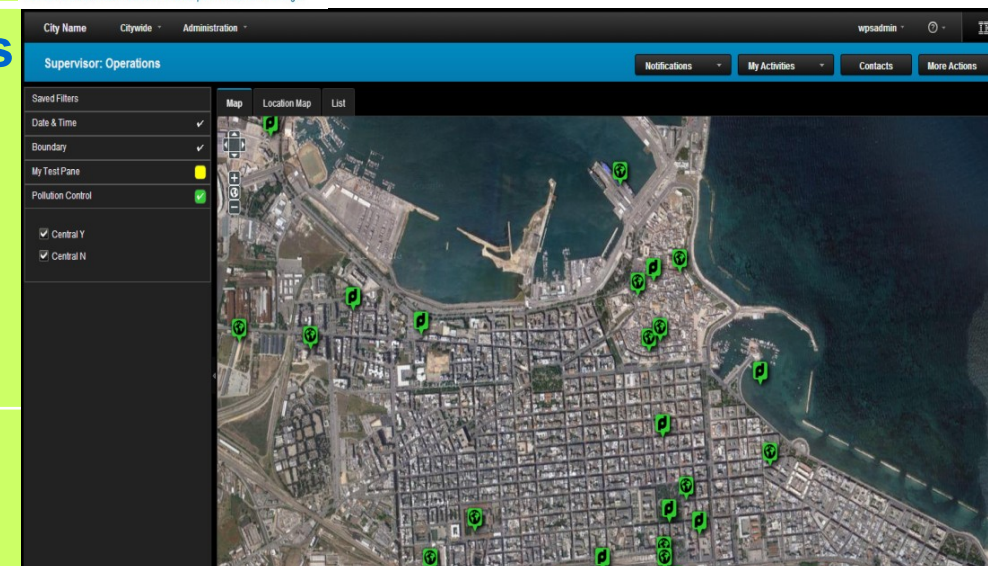 s
City Name Citywide Administration wpsadmin
Supervisor: Operations Notifications My Activities Contacts More Actions
Saved Filters
Map Location Map List
Date & Time
Boundary
My Test Pane
Pollution Control
Central Y
Central N